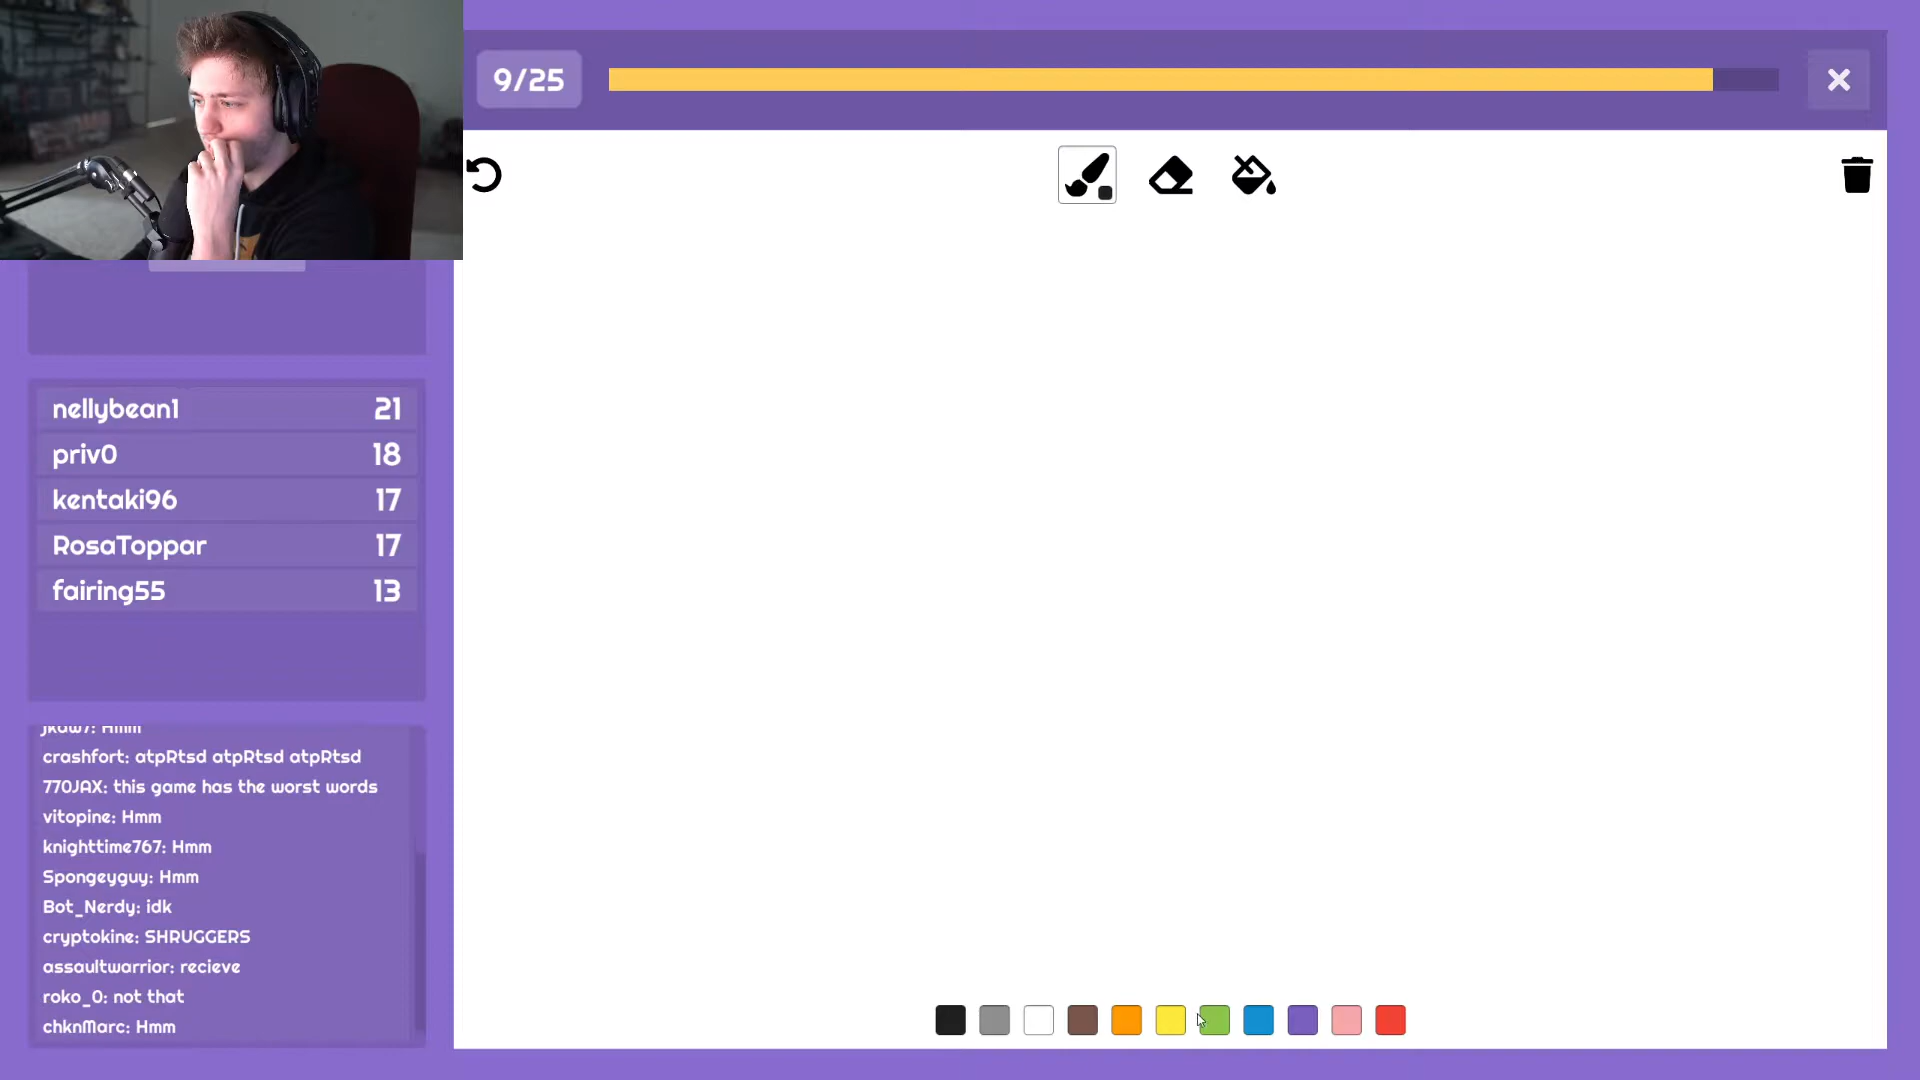 9/25
nellybean1 21
priv0 18
kentaki96 17
RosaToppar 17
fairing55 13
jkaw7: Hmm
crashfort: atpRtsd atpRtsd atpRtsd
770JAX: this game has the worst words
vitopine: Hmm
knighttime767: Hmm
Spongeyguy: Hmm
Bot_Nerdy: idk
cryptokine: SHRUGGERS
assaultwarrior: recieve
roko_0: not that
chknMarc: Hmm